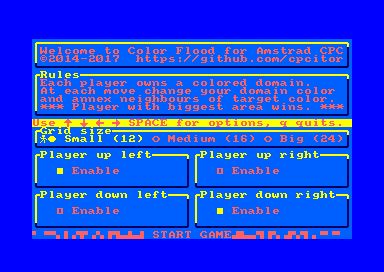 Welcome to Color Flood for Amstrad CPC
©2014-2017  https://github.com/cpcitor
Rules
Each player owns a colored domain.
At each move change your domain color
and annex neighbours of target color.
*** Player with biggest area wins. ***
Use ↑ ↓ ← → SPACE for options, q quits.
Grid size
Small (12) Medium (16) Big (24)
Player up left Player up right
Enable Enable
Player down left Player down right
Enable Enable
START GAME